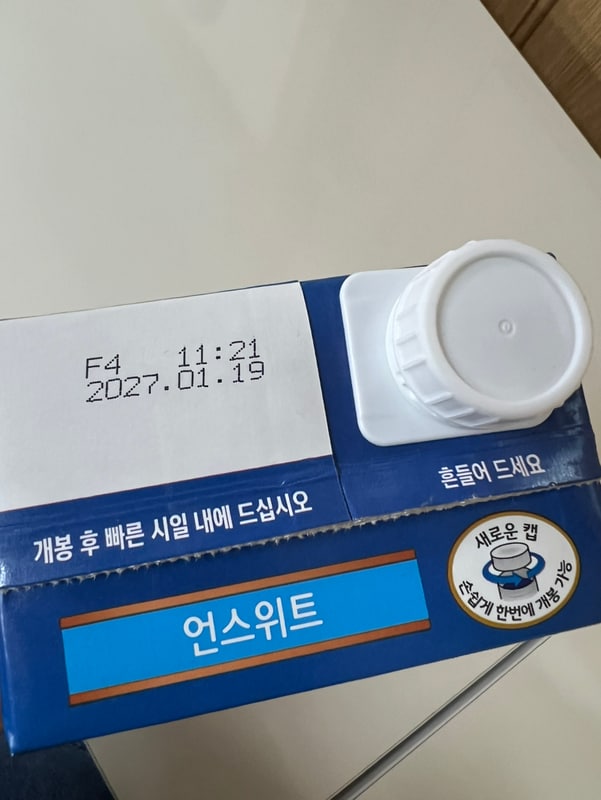 F4 11:21
2027.01.19
개봉 후 빠른 시일 내에 드십시오
흔들어 드세요
언스위트
새로운 캡
손쉽게 한번에 개봉 가능